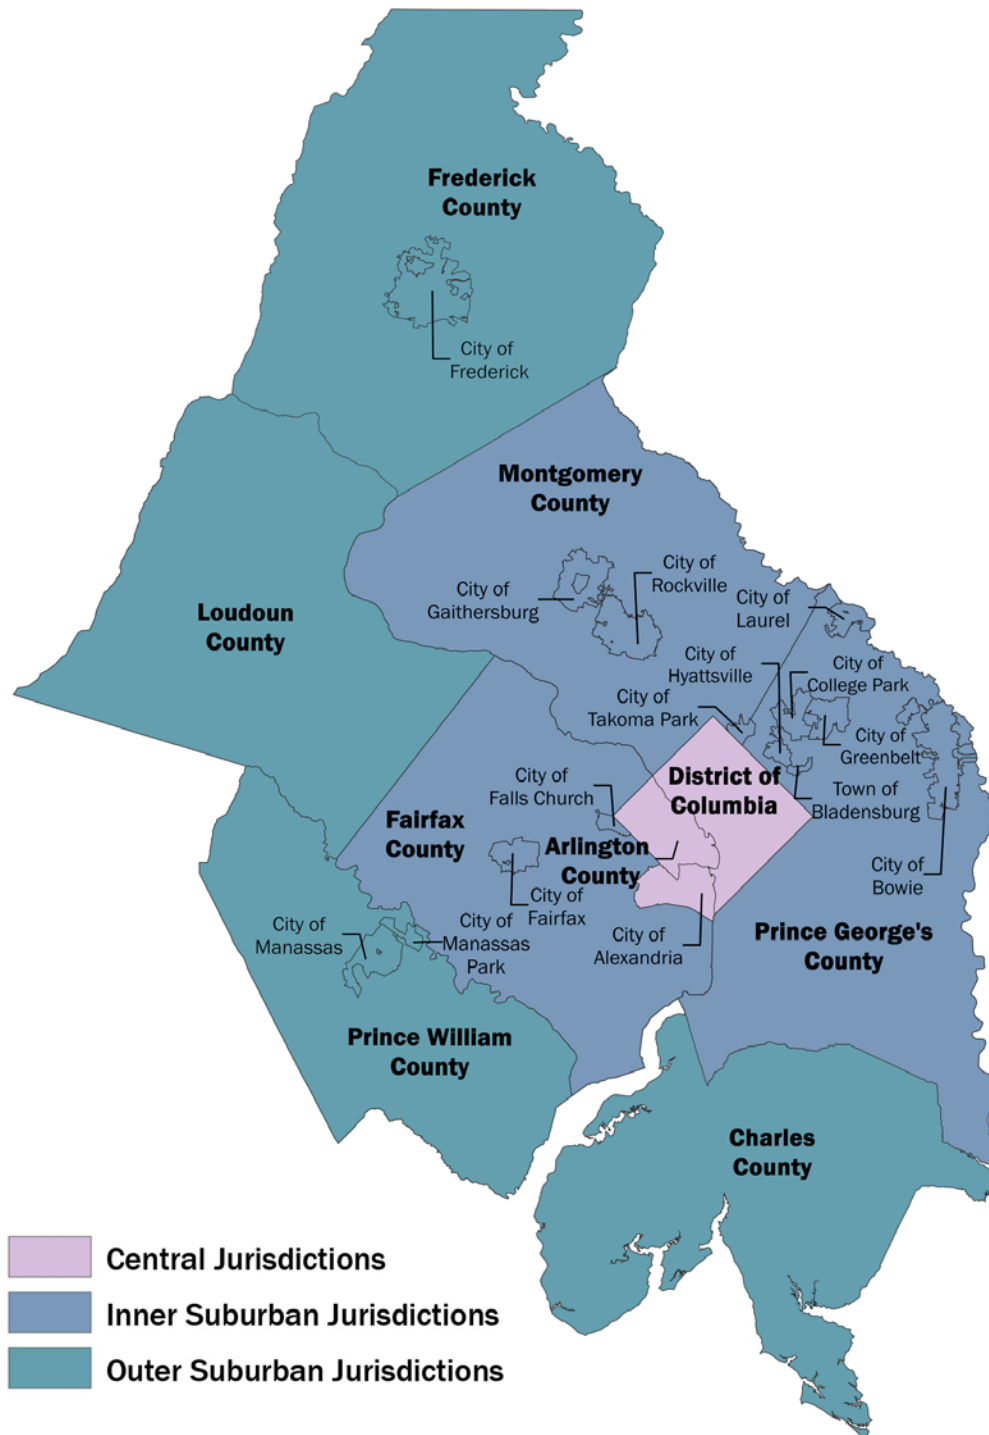 Frederick
County
City of
Frederick
Montgomery
County
City of
Rockville
City of
Gaithersburg
City of
Laurel
Loudoun
County
City of
Hyattsville
City of
College Park
City of
Takoma Park
City of
Greenbelt
District of
Columbia
City of
Falls Church
Town of
Bladensburg
Fairfax
County
Arlington
County
City of
Bowie
City of
Fairfax
City of
Manassas
City of
Manassas
Park
City of
Alexandria
Prince George's
County
Prince William
County
Charles
County
Central Jurisdictions
Inner Suburban Jurisdictions
Outer Suburban Jurisdictions